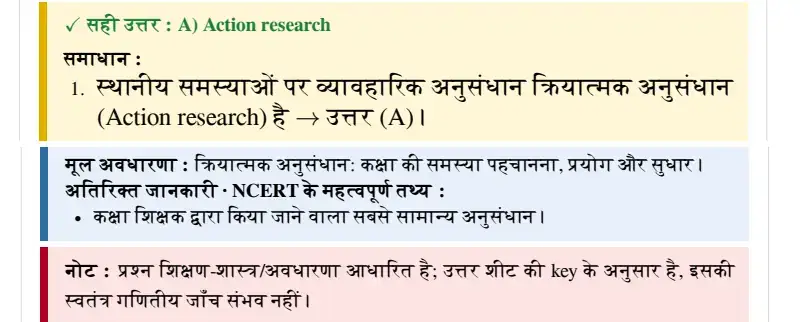 ✓ सही उत्तर : A) Action research
समाधान :
1. स्थानीय समस्याओं पर व्यावहारिक अनुसंधान क्रियात्मक अनुसंधान
(Action research) है → उत्तर (A)।
मूल अवधारणा : क्रियात्मक अनुसंधान: कक्षा की समस्या पहचानना, प्रयोग और सुधार।
अतिरिक्त जानकारी · NCERT के महत्वपूर्ण तथ्य :
• कक्षा शिक्षक द्वारा किया जाने वाला सबसे सामान्य अनुसंधान।
नोट : प्रश्न शिक्षण-शास्त्र/अवधारणा आधारित है; उत्तर शीट की key के अनुसार है, इसकी
स्वतंत्र गणितीय जाँच संभव नहीं।